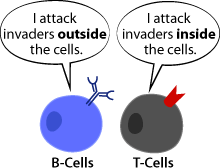 I attack
invaders outside
the cells.
I attack
invaders inside
the cells.
B-Cells
T-Cells